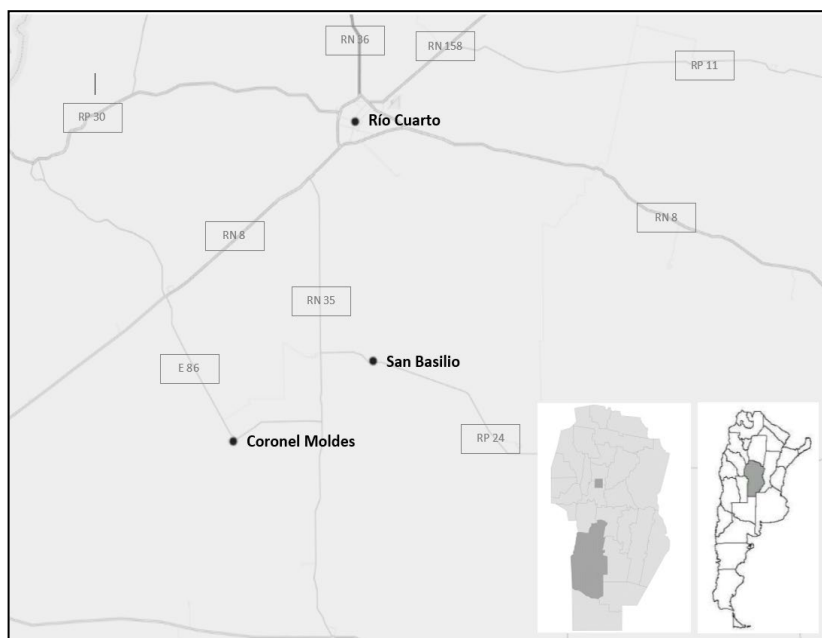 RN 36
RN 158
RP 11
RP 30
Río Cuarto
RN 8
RN 8
RN 35
San Basilio
E 86
RP 24
Coronel Moldes